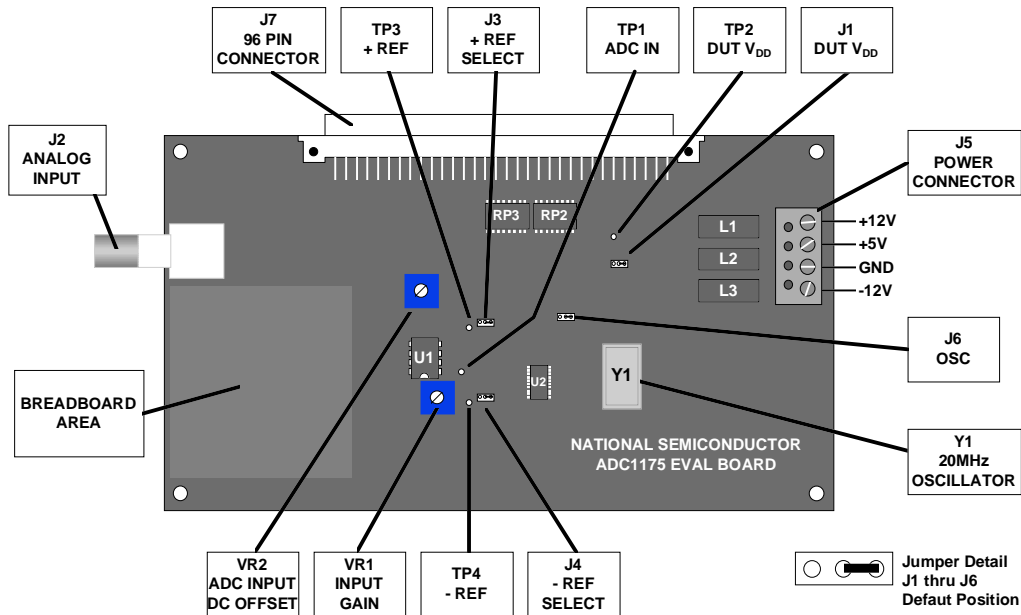 J7
96 PIN
CONNECTOR
TP3
+ REF
J3
+ REF
SELECT
TP1
ADC IN
TP2
DUT VDD
J1
DUT VDD
J2
ANALOG
INPUT
J5
POWER
CONNECTOR
RP3
RP2
L1
L2
L3
+12V
+5V
GND
-12V
U1
U2
Y1
J6
OSC
BREADBOARD
AREA
NATIONAL SEMICONDUCTOR
ADC1175 EVAL BOARD
Y1
20MHz
OSCILLATOR
VR2
ADC INPUT
DC OFFSET
VR1
INPUT
GAIN
TP4
- REF
J4
- REF
SELECT
Jumper Detail
J1 thru J6
Defaut Position